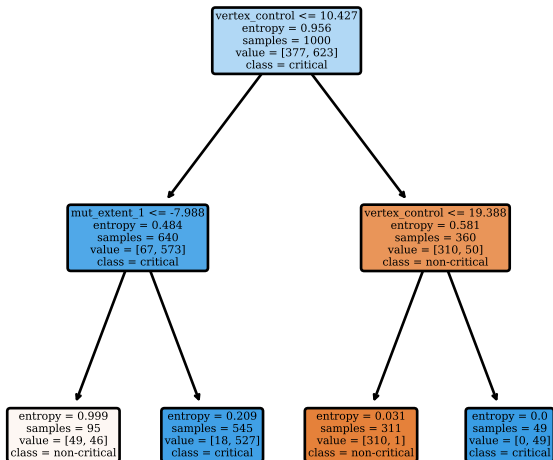 vertex_control <= 10.427
entropy = 0.956
samples = 1000
value = [377, 623]
class = critical
mut_extent_1 <= -7.988
entropy = 0.484
samples = 640
value = [67, 573]
class = critical
vertex_control <= 19.388
entropy = 0.581
samples = 360
value = [310, 50]
class = non-critical
entropy = 0.999
samples = 95
value = [49, 46]
class = non-critical
entropy = 0.209
samples = 545
value = [18, 527]
class = critical
entropy = 0.031
samples = 311
value = [310, 1]
class = non-critical
entropy = 0.0
samples = 49
value = [0, 49]
class = critical